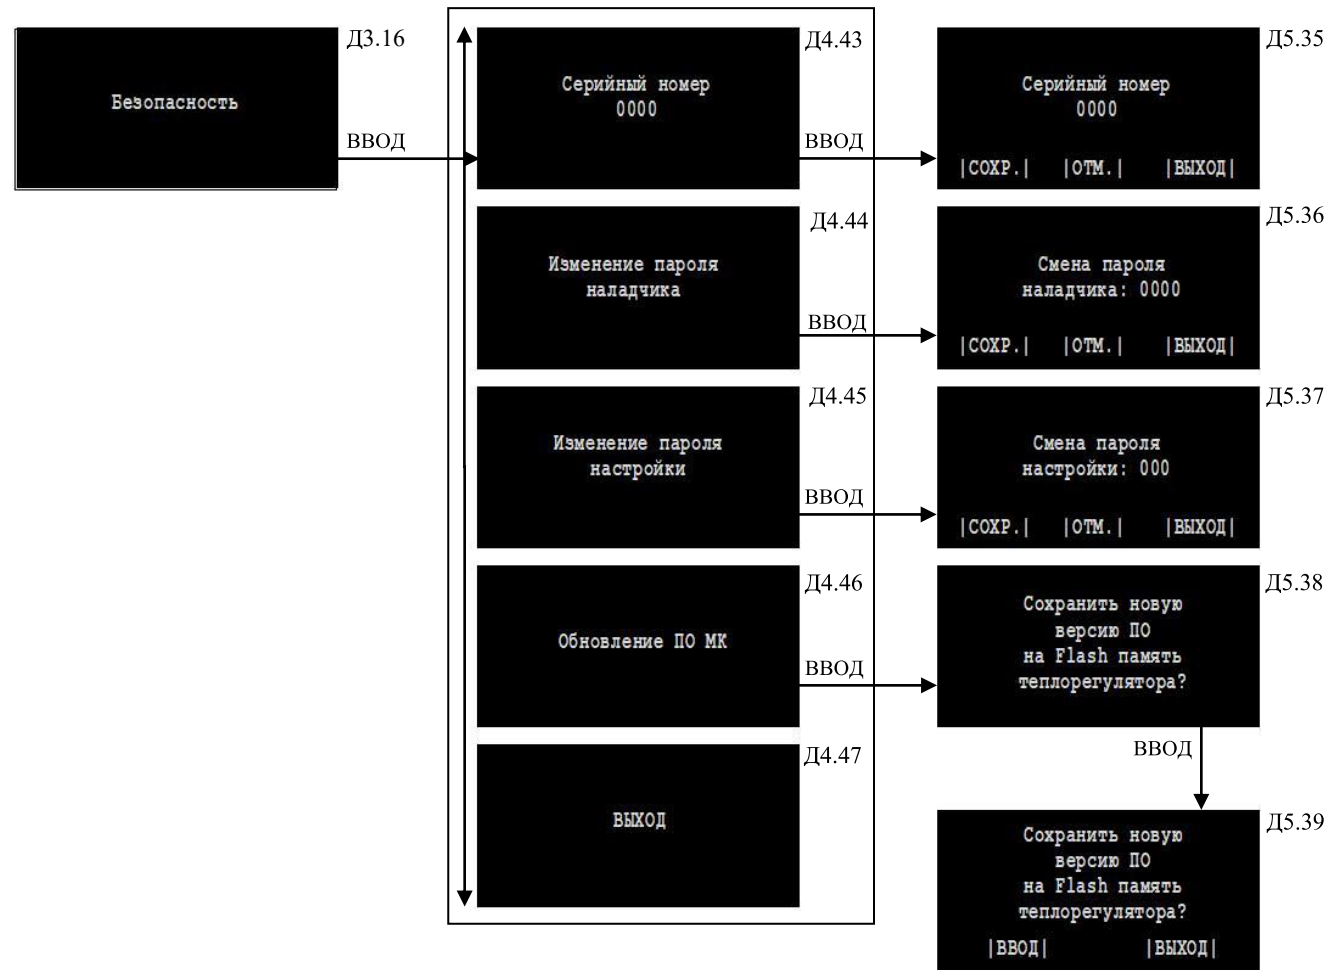 Д3.16
Безопасность
ВВОД
Д4.43
Серийный номер
0000
ВВОД
Д5.35
Серийный номер
0000
|СОХР.| |ОТМ.| |ВЫХОД|
Д4.44
Изменение пароля
наладчика
ВВОД
Д5.36
Смена пароля
наладчика: 0000
|СОХР.| |ОТМ.| |ВЫХОД|
Д4.45
Изменение пароля
настройки
ВВОД
Д5.37
Смена пароля
настройки: 000
|СОХР.| |ОТМ.| |ВЫХОД|
Д4.46
Обновление ПО МК
ВВОД
Д5.38
Сохранить новую
версию ПО
на Flash память
теплорегулятора?
ВВОД
Д4.47
ВЫХОД
Д5.39
Сохранить новую
версию ПО
на Flash память
теплорегулятора?
|ВВОД| |ВЫХОД|